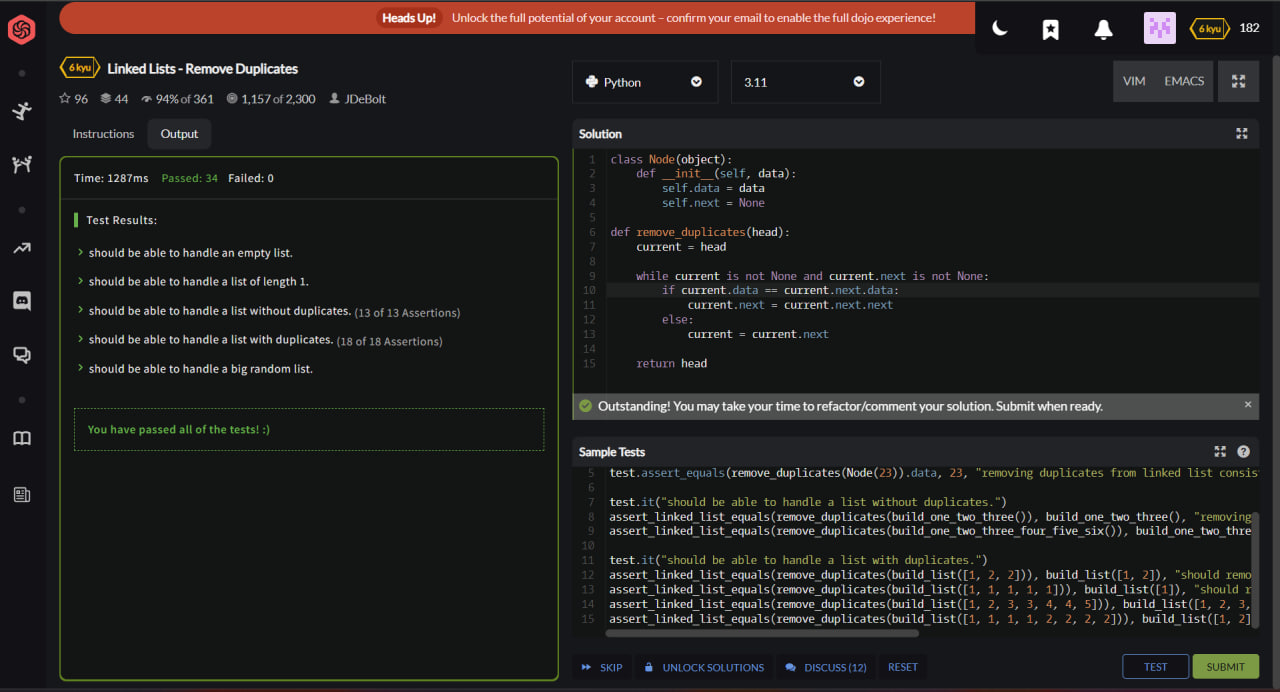 Heads Up! Unlock the full potential of your account – confirm your email to enable the full dojo experience!
6 kyu 182
6 kyu Linked Lists - Remove Duplicates
96 44 94% of 361 1,157 of 2,300 JDeBolt
Instructions Output
Time: 1287ms Passed: 34 Failed: 0
Test Results:
should be able to handle an empty list.
should be able to handle a list of length 1.
should be able to handle a list without duplicates. (13 of 13 Assertions)
should be able to handle a list with duplicates. (18 of 18 Assertions)
should be able to handle a big random list.
You have passed all of the tests! :)
Python 3.11 VIM EMACS
Solution
1 class Node(object):
2 def __init__(self, data):
3 self.data = data
4 self.next = None
5
6 def remove_duplicates(head):
7 current = head
8
9 while current is not None and current.next is not None:
10 if current.data == current.next.data:
11 current.next = current.next.next
12 else:
13 current = current.next
14
15 return head
Outstanding! You may take your time to refactor/comment your solution. Submit when ready. ×
Sample Tests
5 test.assert_equals(remove_duplicates(Node(23)).data, 23, "removing duplicates from linked list consis
6
7 test.it("should be able to handle a list without duplicates.")
8 assert_linked_list_equals(remove_duplicates(build_one_two_three()), build_one_two_three(), "removing
9 assert_linked_list_equals(remove_duplicates(build_one_two_three_four_five_six()), build_one_two_thre
10
11 test.it("should be able to handle a list with duplicates.")
12 assert_linked_list_equals(remove_duplicates(build_list([1, 2, 2])), build_list([1, 2]), "should remo
13 assert_linked_list_equals(remove_duplicates(build_list([1, 1, 1, 1, 1])), build_list([1]), "should r
14 assert_linked_list_equals(remove_duplicates(build_list([1, 2, 3, 3, 4, 4, 5])), build_list([1, 2, 3,
15 assert_linked_list_equals(remove_duplicates(build_list([1, 1, 1, 1, 2, 2, 2, 2])), build_list([1, 2]
SKIP UNLOCK SOLUTIONS DISCUSS (12) RESET TEST SUBMIT